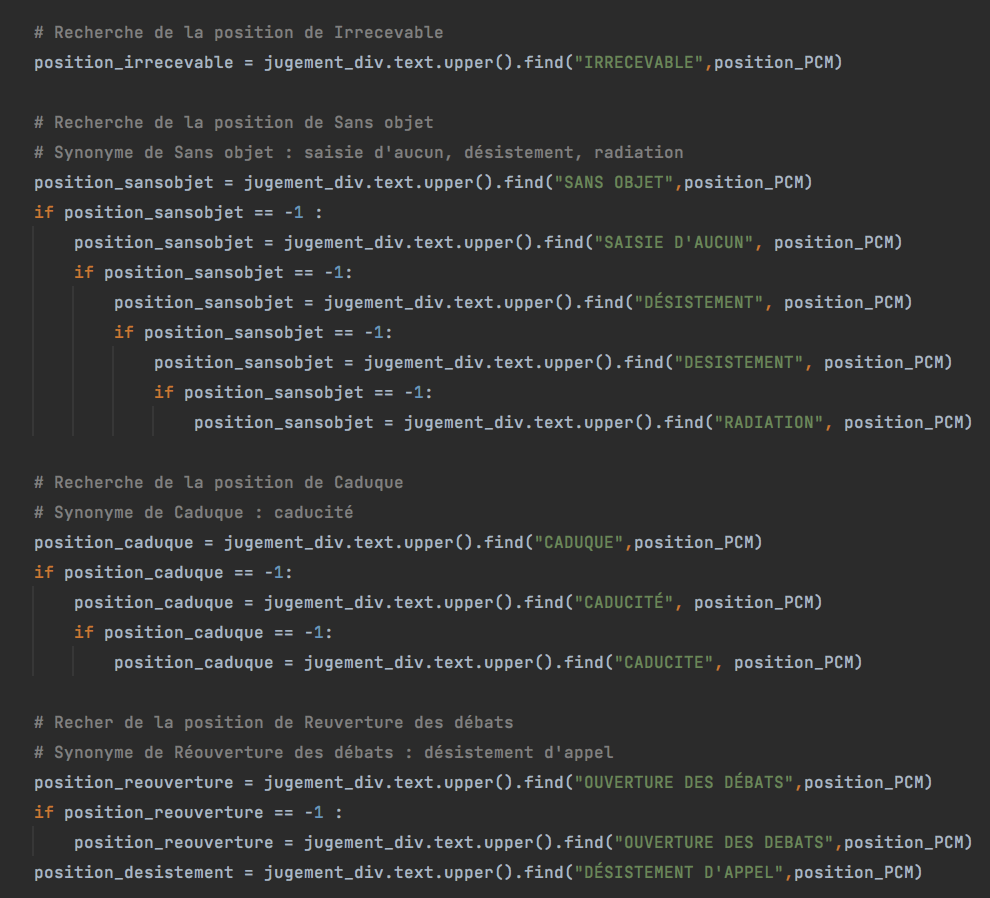 # Recherche de la position de Irrecevable
position_irrecevable = jugement_div.text.upper().find("IRRECEVABLE",position_PCM)
# Recherche de la position de Sans objet
# Synonyme de Sans objet : saisie d'aucun, désistement, radiation
position_sansobjet = jugement_div.text.upper().find("SANS OBJET",position_PCM)
if position_sansobjet == -1 :
    position_sansobjet = jugement_div.text.upper().find("SAISIE D'AUCUN", position_PCM)
    if position_sansobjet == -1:
        position_sansobjet = jugement_div.text.upper().find("DÉSISTEMENT", position_PCM)
        if position_sansobjet == -1:
            position_sansobjet = jugement_div.text.upper().find("DESISTEMENT", position_PCM)
            if position_sansobjet == -1:
                position_sansobjet = jugement_div.text.upper().find("RADIATION", position_PCM)
# Recherche de la position de Caduque
# Synonyme de Caduque : caducité
position_caduque = jugement_div.text.upper().find("CADUQUE",position_PCM)
if position_caduque == -1:
    position_caduque = jugement_div.text.upper().find("CADUCITÉ", position_PCM)
    if position_caduque == -1:
        position_caduque = jugement_div.text.upper().find("CADUCITE", position_PCM)
# Recher de la position de Reuverture des débats
# Synonyme de Réouverture des débats : désistement d'appel
position_reouverture = jugement_div.text.upper().find("OUVERTURE DES DÉBATS",position_PCM)
if position_reouverture == -1 :
    position_reouverture = jugement_div.text.upper().find("OUVERTURE DES DEBATS",position_PCM)
position_desistement = jugement_div.text.upper().find("DÉSISTEMENT D'APPEL",position_PCM)